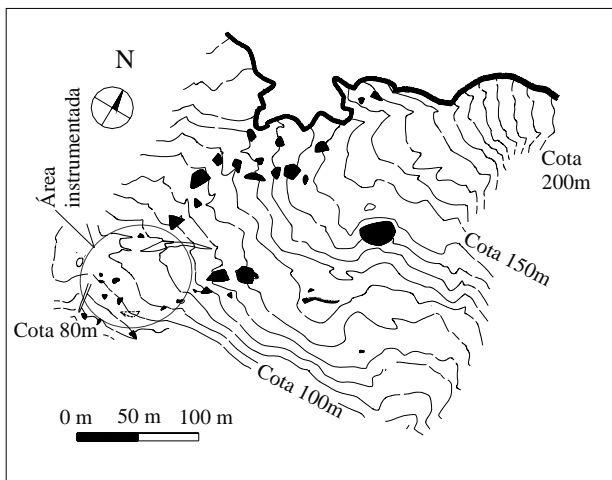 N
Área
instrumentada
Cota
200m
Cota 150m
Cota 80m
Cota 100m
0 m 50 m 100 m